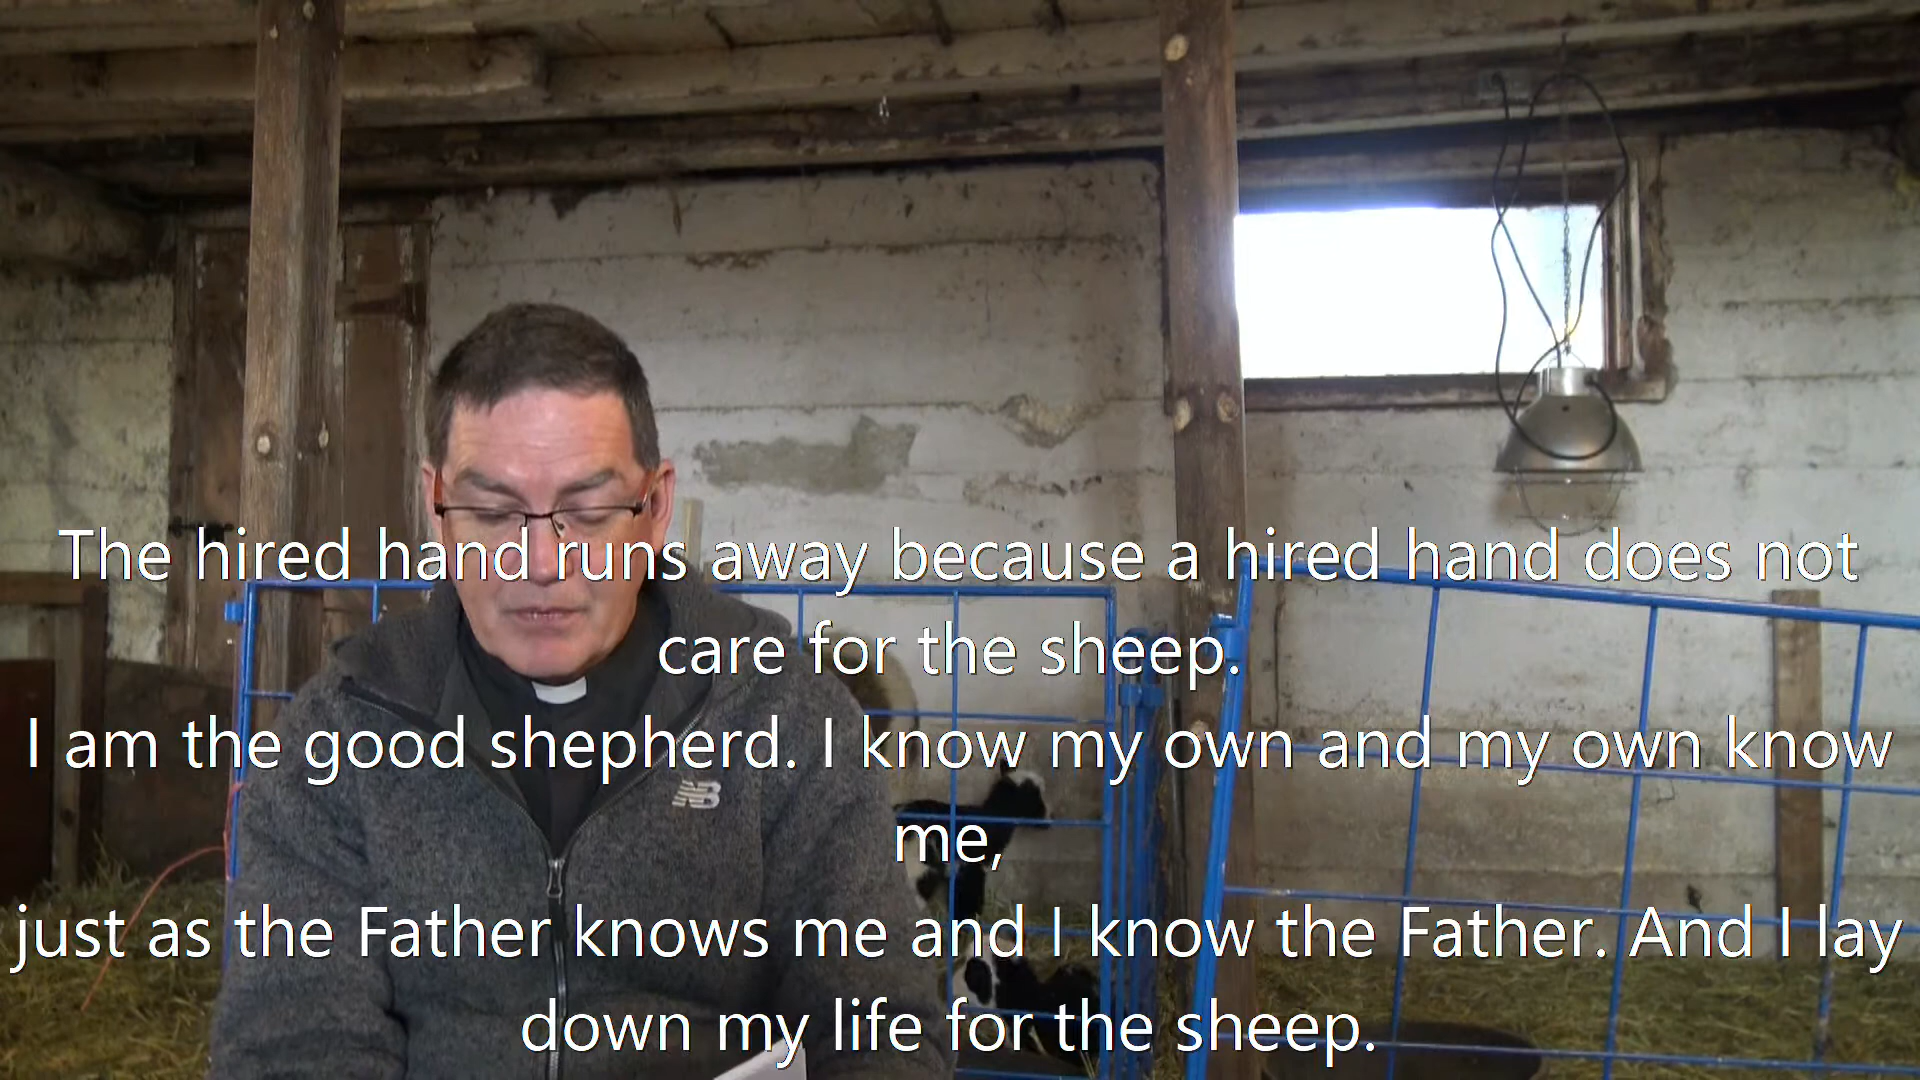 The hired hand runs away because a hired hand does not
care for the sheep.
I am the good shepherd. I know my own and my own know
me,
just as the Father knows me and I know the Father. And I lay
down my life for the sheep.
NB